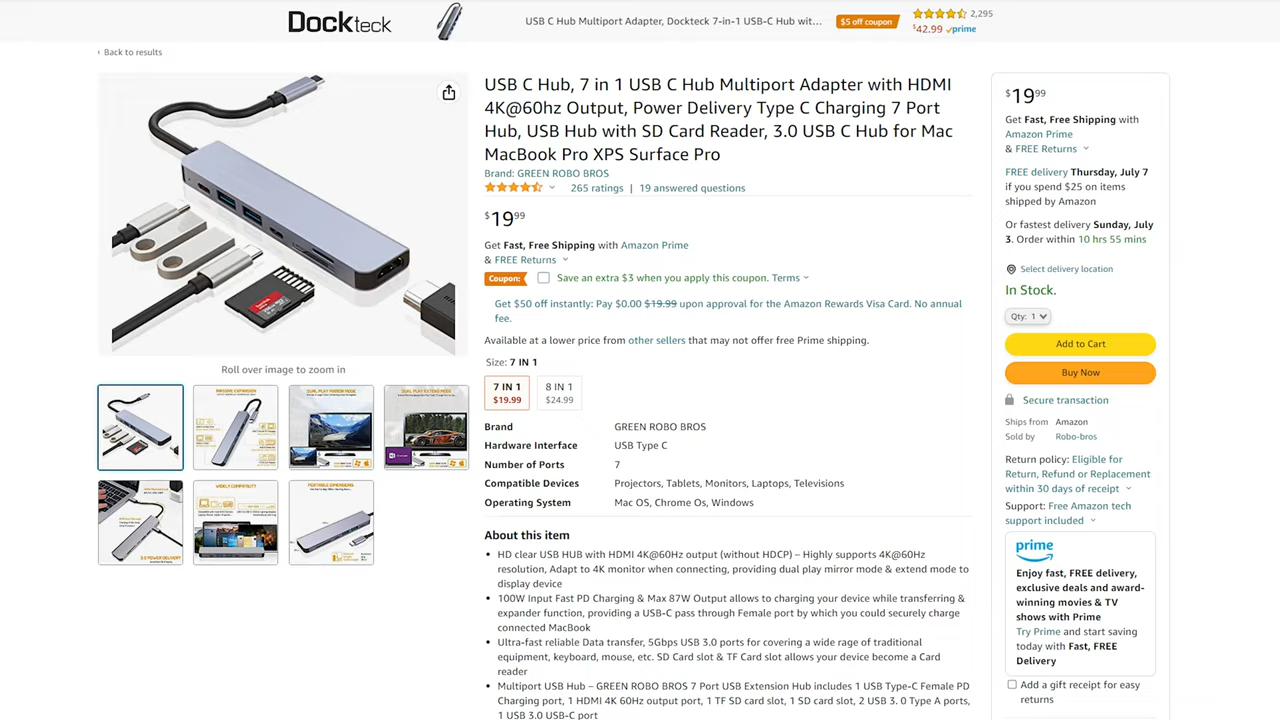 Dockteck
USB C Hub Multiport Adapter, Dockteck 7-in-1 USB-C Hub wit...
$5 off coupon
2,295
$42.99 prime
‹ Back to results
USB C Hub, 7 in 1 USB C Hub Multiport Adapter with HDMI
4K@60hz Output, Power Delivery Type C Charging 7 Port
Hub, USB Hub with SD Card Reader, 3.0 USB C Hub for Mac
MacBook Pro XPS Surface Pro
Brand: GREEN ROBO BROS
265 ratings | 19 answered questions
$19 99
Get Fast, Free Shipping with Amazon Prime
& FREE Returns
Coupon: Save an extra $3 when you apply this coupon. Terms
Get $50 off instantly: Pay $0.00 $19.99 upon approval for the Amazon Rewards Visa Card. No annual
fee.
Available at a lower price from other sellers that may not offer free Prime shipping.
Size: 7 IN 1
7 IN 1
$19.99
8 IN 1
$24.99
Brand GREEN ROBO BROS
Hardware Interface USB Type C
Number of Ports 7
Compatible Devices Projectors, Tablets, Monitors, Laptops, Televisions
Operating System Mac OS, Chrome Os, Windows
About this item
• HD clear USB HUB with HDMI 4K@60Hz output (without HDCP) – Highly supports 4K@60Hz
resolution, Adapt to 4K monitor when connecting, providing dual play mirror mode & extend mode to
display device
• 100W Input Fast PD Charging & Max 87W Output allows to charging your device while transferring &
expander function, providing a USB-C pass through Female port by which you could securely charge
connected MacBook
• Ultra-fast reliable Data transfer, 5Gbps USB 3.0 ports for covering a wide rage of traditional
equipment, keyboard, mouse, etc. SD Card slot & TF Card slot allows your device become a Card
reader
• Multiport USB Hub – GREEN ROBO BROS 7 Port USB Extension Hub includes 1 USB Type-C Female PD
Charging port, 1 HDMI 4K 60Hz output port, 1 TF SD card slot, 1 SD card slot, 2 USB 3. 0 Type A ports,
1 USB 3.0 USB-C port
Roll over image to zoom in
MASSIVE EXPANSION
DUAL PLAY MIRROR MODE
DUAL PLAY EXTEND MODE
3.0 POWER DELIVERY
WIDELY COMPATIBILITY
PORTABLE DIMENSIONS
$19 99
Get Fast, Free Shipping with
Amazon Prime
& FREE Returns
FREE delivery Thursday, July 7
if you spend $25 on items
shipped by Amazon
Or fastest delivery Sunday, July
3. Order within 10 hrs 55 mins
Select delivery location
In Stock.
Qty: 1
Add to Cart
Buy Now
Secure transaction
Ships from Amazon
Sold by Robo-bros
Return policy: Eligible for
Return, Refund or Replacement
within 30 days of receipt
Support: Free Amazon tech
support included
prime
Enjoy fast, FREE delivery,
exclusive deals and award-
winning movies & TV
shows with Prime
Try Prime and start saving
today with Fast, FREE
Delivery
Add a gift receipt for easy
returns